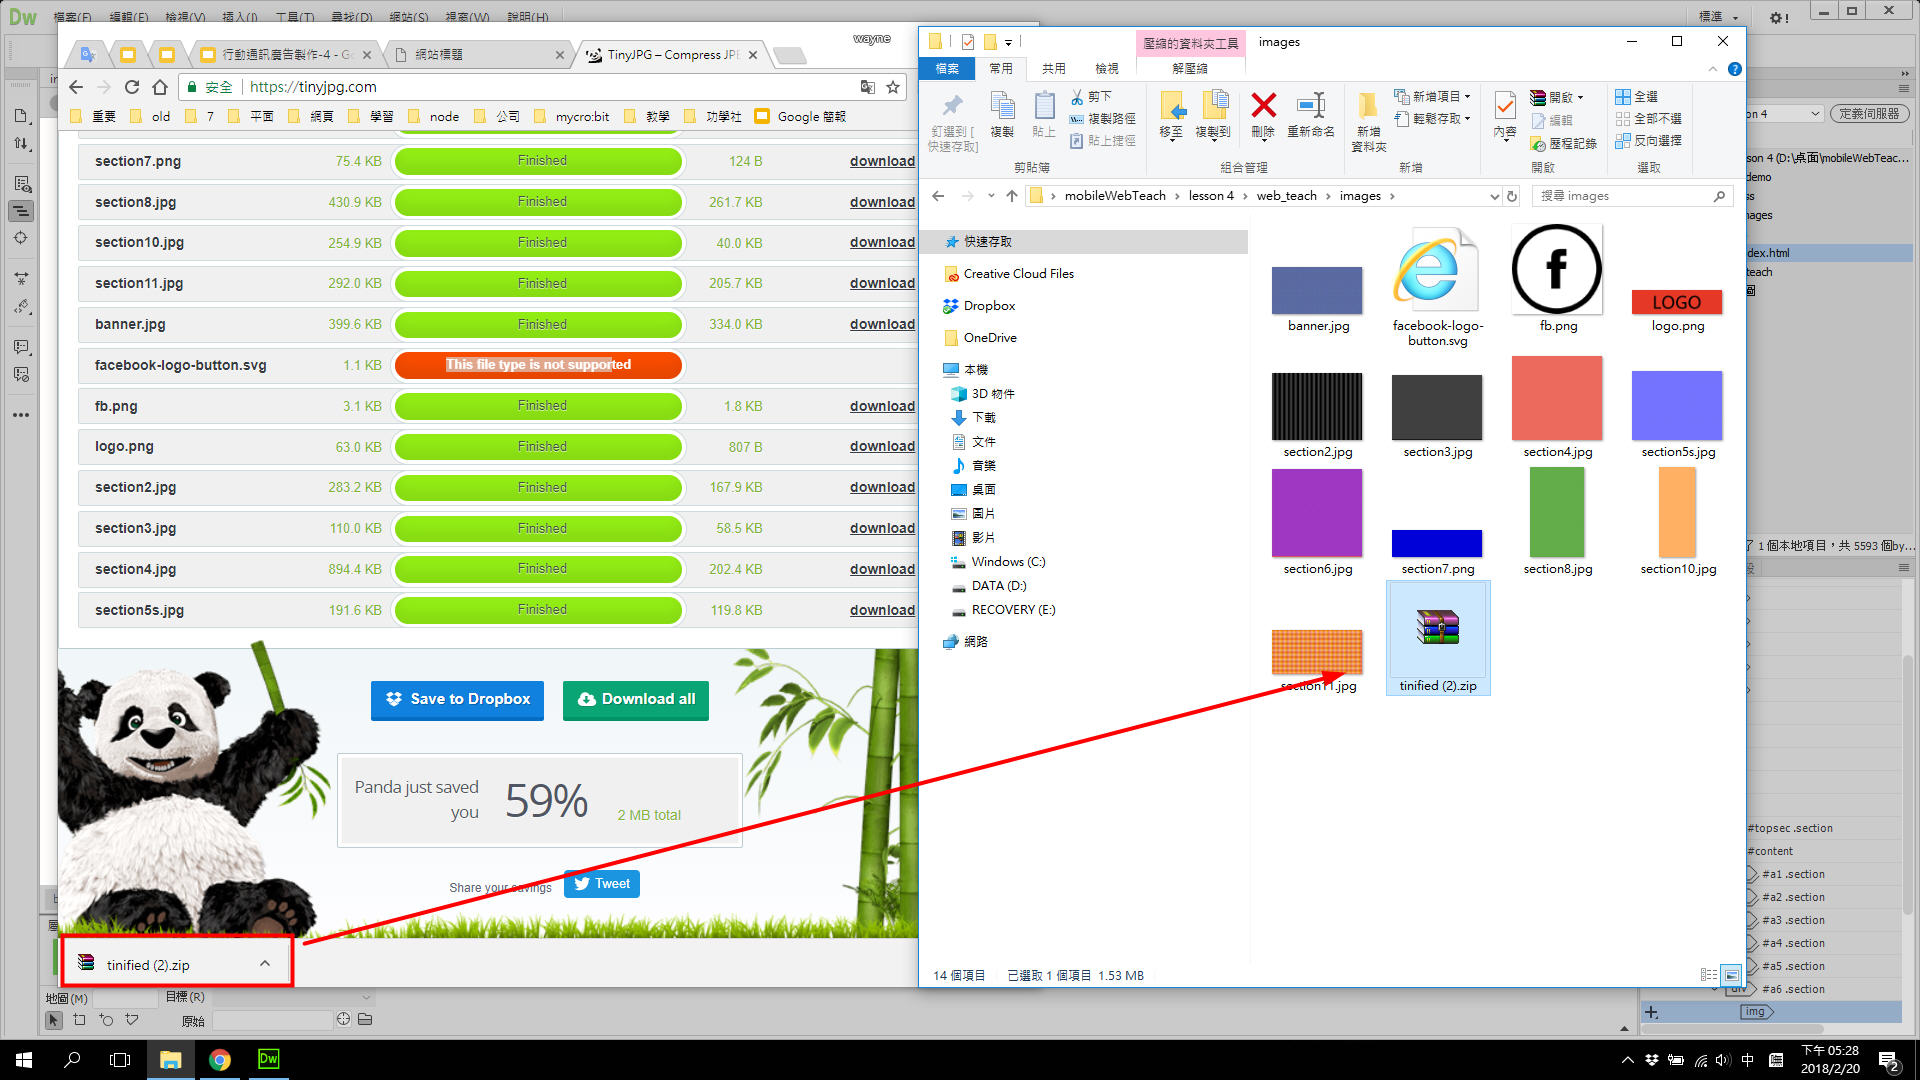 Dw 檔案(F) 編輯(E) 檢視(V) 插入(I) 工具(T) 尋找(D) 網站(S) 視窗(W) 說明(H)
標準
wayne
行動通訊廣告製作-4 - Go
網站標題
TinyJPG – Compress JPE
安全 https://tinyjpg.com
重要 old 7 平面 網頁 學習 node 公司 mycro:bit 教學 功學社 Google 簡報
section7.png 75.4 KB Finished 124 B download
section8.jpg 430.9 KB Finished 261.7 KB download
section10.jpg 254.9 KB Finished 40.0 KB download
section11.jpg 292.0 KB Finished 205.7 KB download
banner.jpg 399.6 KB Finished 334.0 KB download
facebook-logo-button.svg 1.1 KB This file type is not supported
fb.png 3.1 KB Finished 1.8 KB download
logo.png 63.0 KB Finished 807 B download
section2.jpg 283.2 KB Finished 167.9 KB download
section3.jpg 110.0 KB Finished 58.5 KB download
section4.jpg 894.4 KB Finished 202.4 KB download
section5s.jpg 191.6 KB Finished 119.8 KB download
Save to Dropbox
Download all
Panda just saved
you
59%
2 MB total
Share your savings
Tweet
tinified (2).zip
地圖(M)
目標(R)
原始
壓縮的資料夾工具
images
檔案 常用 共用 檢視 解壓縮
釘選到 [
快速存取]
複製
貼上
剪下
複製路徑
貼上捷徑
剪貼簿
移至
複製到
刪除
重新命名
組合管理
新增
資料夾
新增項目
輕鬆存取
新增
內容
開啟
編輯
歷程記錄
開啟
全選
全部不選
反向選擇
選取
mobileWebTeach › lesson 4 › web_teach › images ›
搜尋 images
快速存取
Creative Cloud Files
Dropbox
OneDrive
本機
3D 物件
下載
文件
音樂
桌面
圖片
影片
Windows (C:)
DATA (D:)
RECOVERY (E:)
網路
banner.jpg
facebook-logo-
button.svg
f
fb.png
LOGO
logo.png
section2.jpg
section3.jpg
section4.jpg
section5s.jpg
section6.jpg
section7.png
section8.jpg
section10.jpg
section11.jpg
tinified (2).zip
14 個項目 已選取 1 個項目 1.53 MB
on 4
定義伺服器
son 4 (D:\桌面\mobileWebTeac...
demo
ss
nages
dex.html
teach
圖
了 1 個本地項目，共 5593 個by...
#topsec .section
#content
#a1 .section
#a2 .section
#a3 .section
#a4 .section
#a5 .section
div #a6 .section
img
Dw
中
下午 05:28
2018/2/20
2